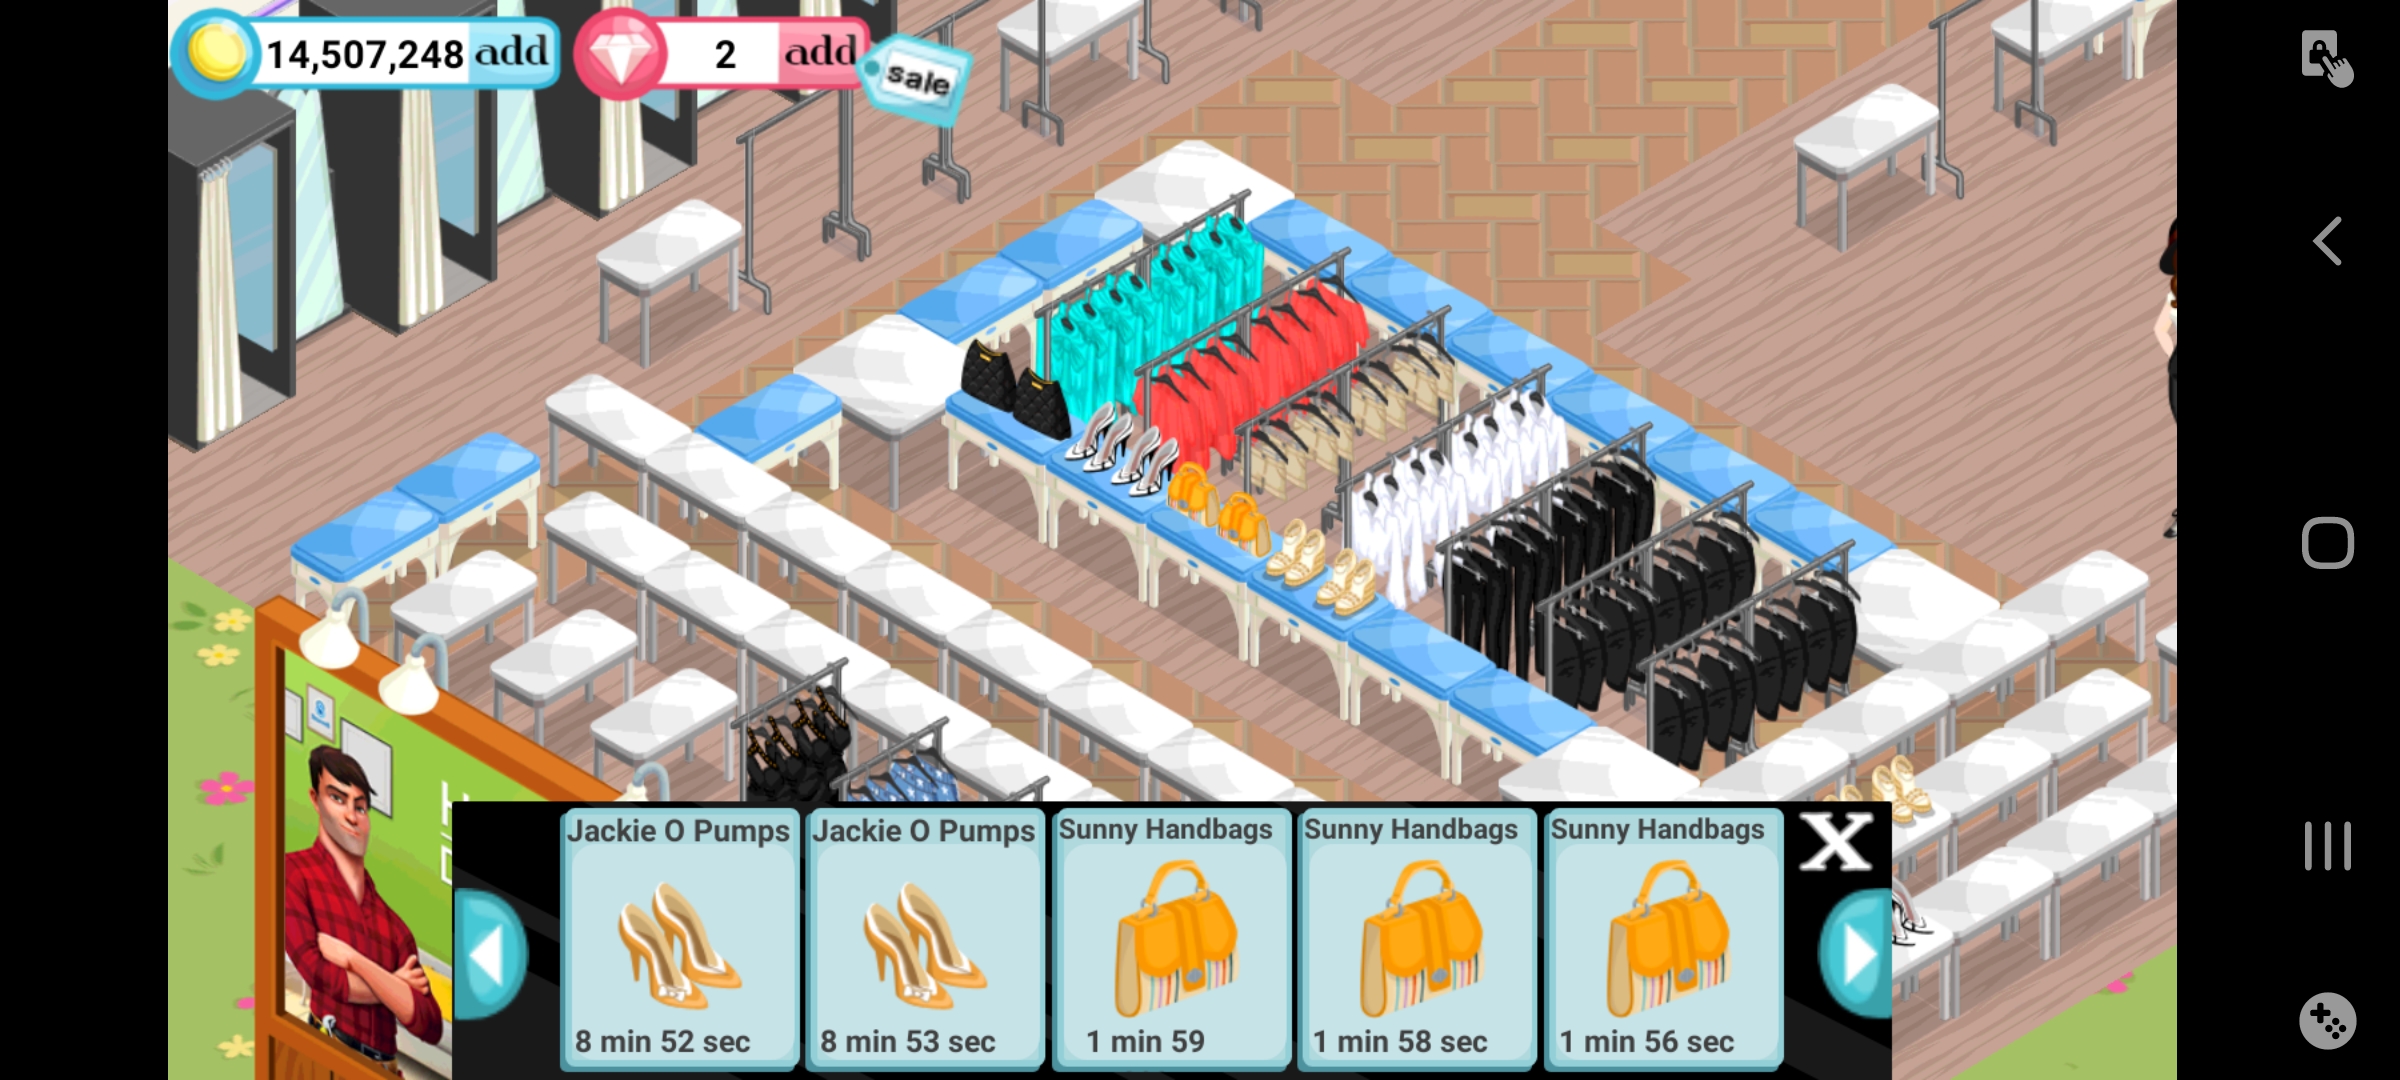 14,507,248 add
2 add
sale
Jackie O Pumps
8 min 52 sec
Jackie O Pumps
8 min 53 sec
Sunny Handbags
1 min 59
Sunny Handbags
1 min 58 sec
Sunny Handbags
1 min 56 sec
X